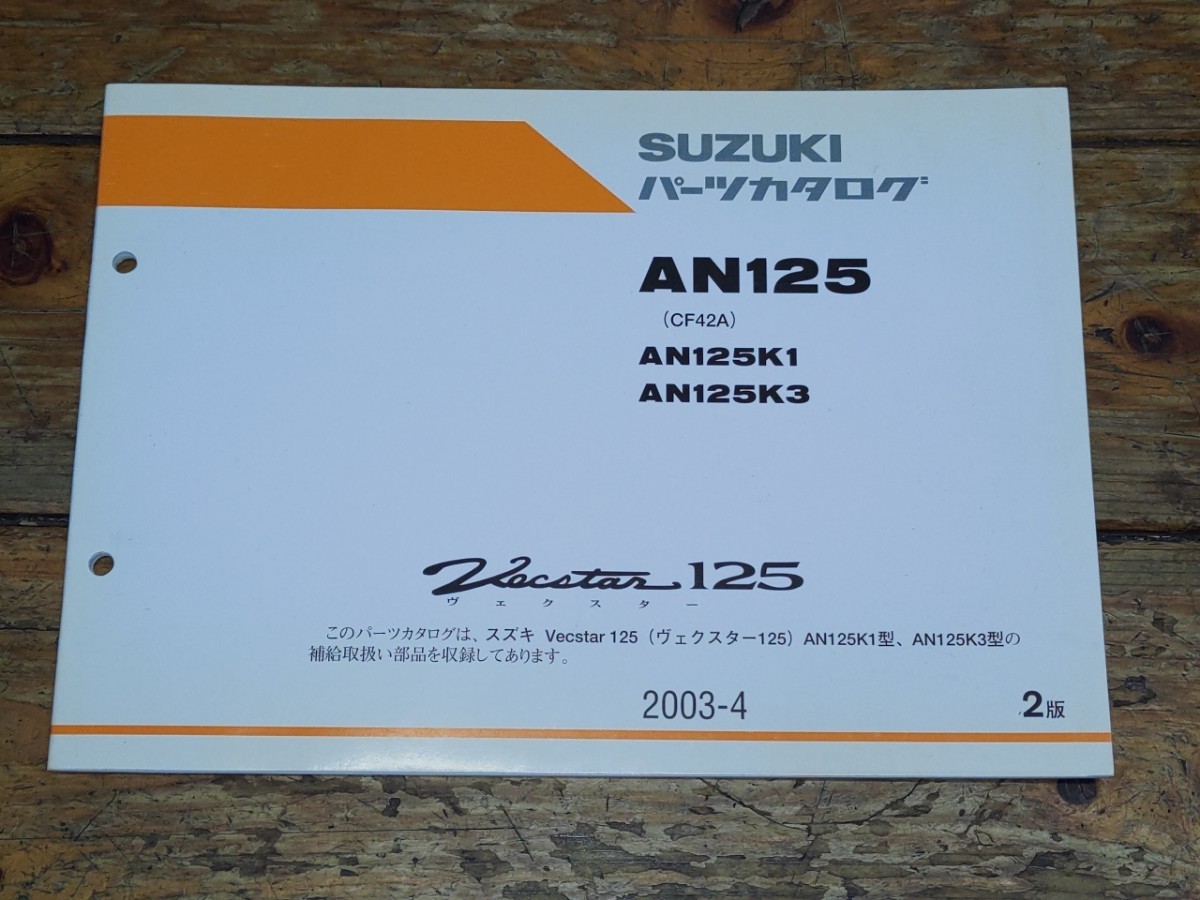 SUZUKI
パーツカタログ
AN125
(CF42A)
AN125K1
AN125K3
Vecstar 125
ヴェクスター
このパーツカタログは、スズキ Vecstar 125（ヴェクスター125）AN125K1型、AN125K3型の
補給取扱い部品を収録してあります。
2003-4
2版